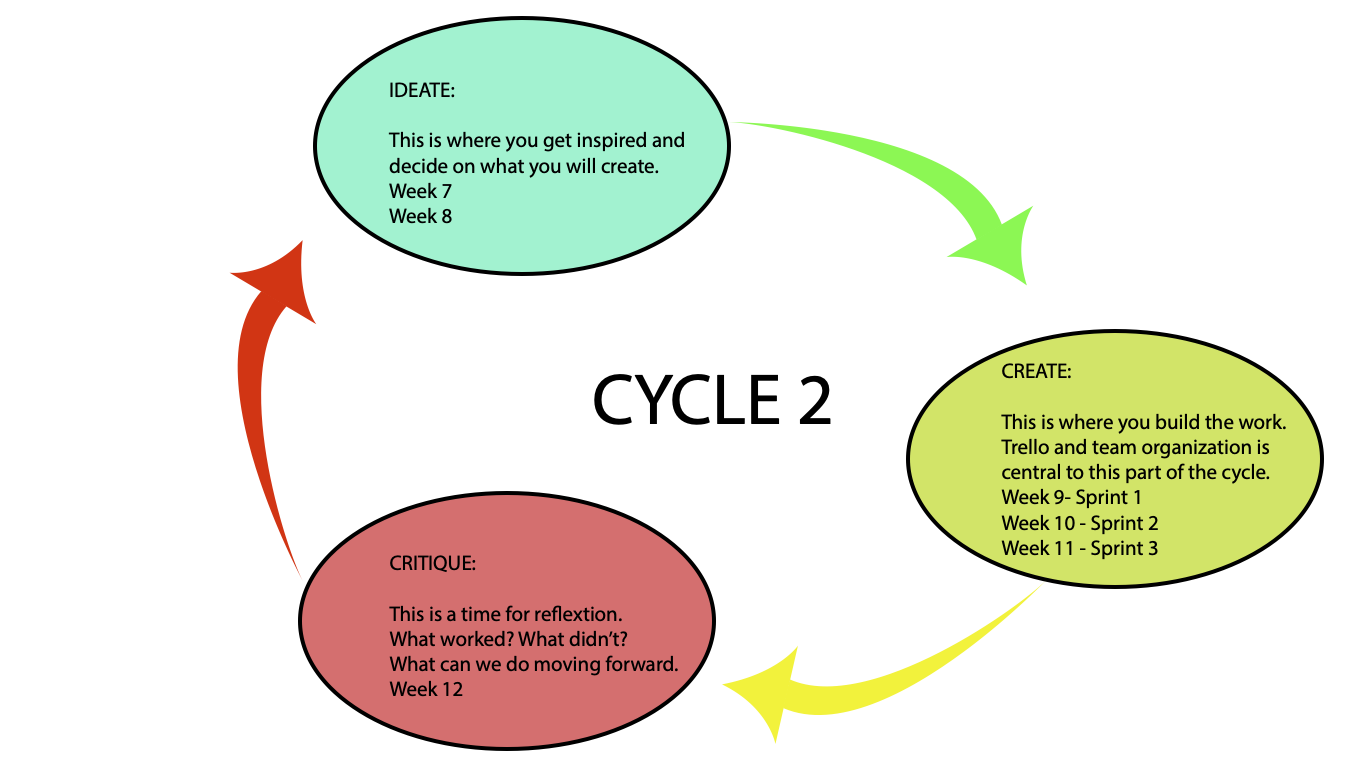 IDEATE:
This is where you get inspired and
decide on what you will create.
Week 7
Week 8
CYCLE 2
CREATE:
This is where you build the work.
Trello and team organization is
central to this part of the cycle.
Week 9- Sprint 1
Week 10 - Sprint 2
Week 11 - Sprint 3
CRITIQUE:
This is a time for reflextion.
What worked? What didn’t?
What can we do moving forward.
Week 12